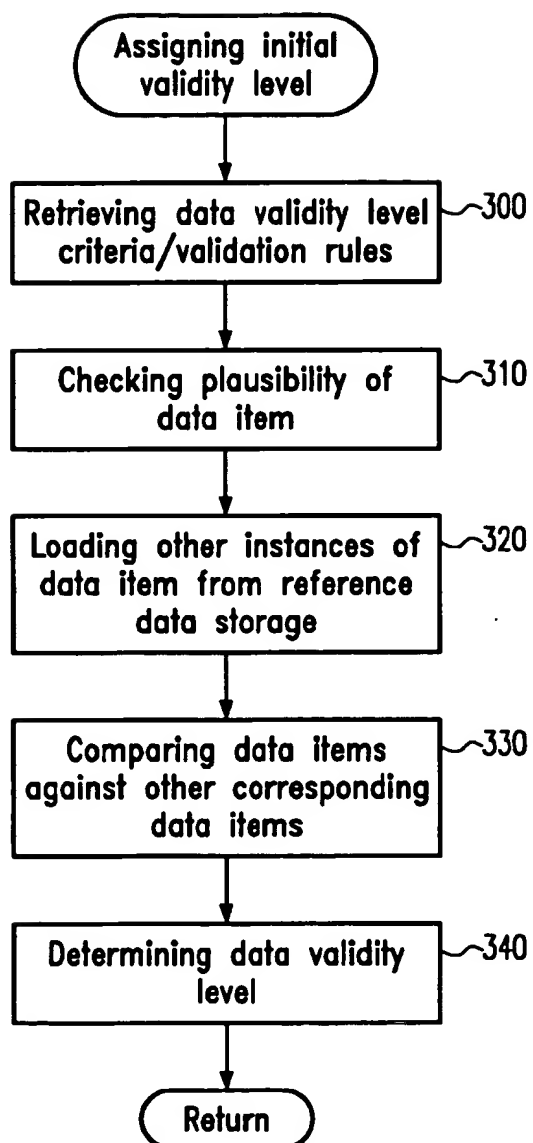 Assigning initial
validity level
Retrieving data validity level
criteria/validation rules
300
Checking plausibility of
data item
310
Loading other instances of
data item from reference
data storage
320
Comparing data items
against other corresponding
data items
330
Determining data validity
level
340
Return